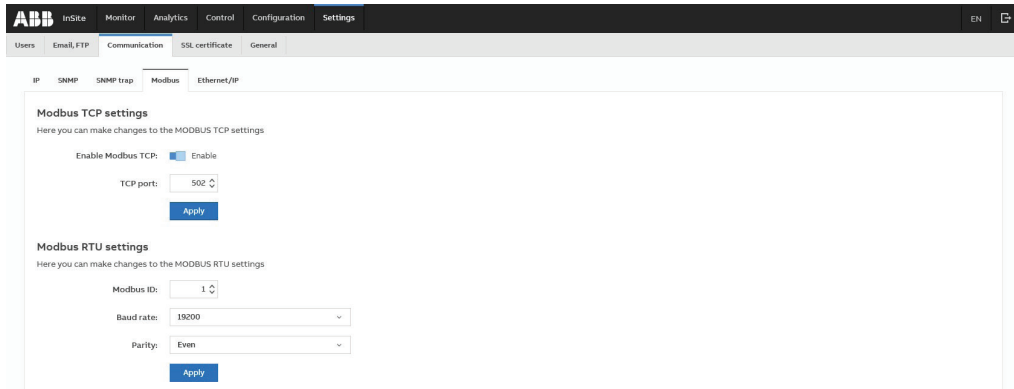 ABB InSite Monitor Analytics Control Configuration Settings EN
Users Email, FTP Communication SSL certificate General
IP SNMP SNMP trap Modbus Ethernet/IP
Modbus TCP settings
Here you can make changes to the MODBUS TCP settings
Enable Modbus TCP: Enable
TCP port: 502
Apply
Modbus RTU settings
Here you can make changes to the MODBUS RTU settings
Modbus ID: 1
Baud rate: 19200
Parity: Even
Apply